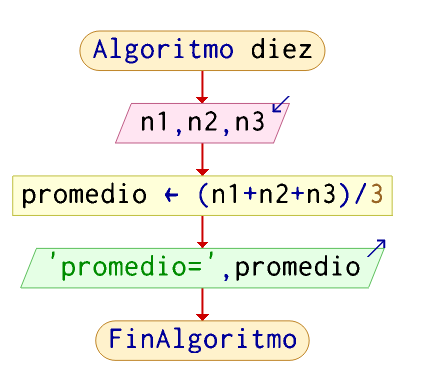 Algoritmo diez
n1,n2,n3
promedio ← (n1+n2+n3)/3
'promedio=',promedio
FinAlgoritmo